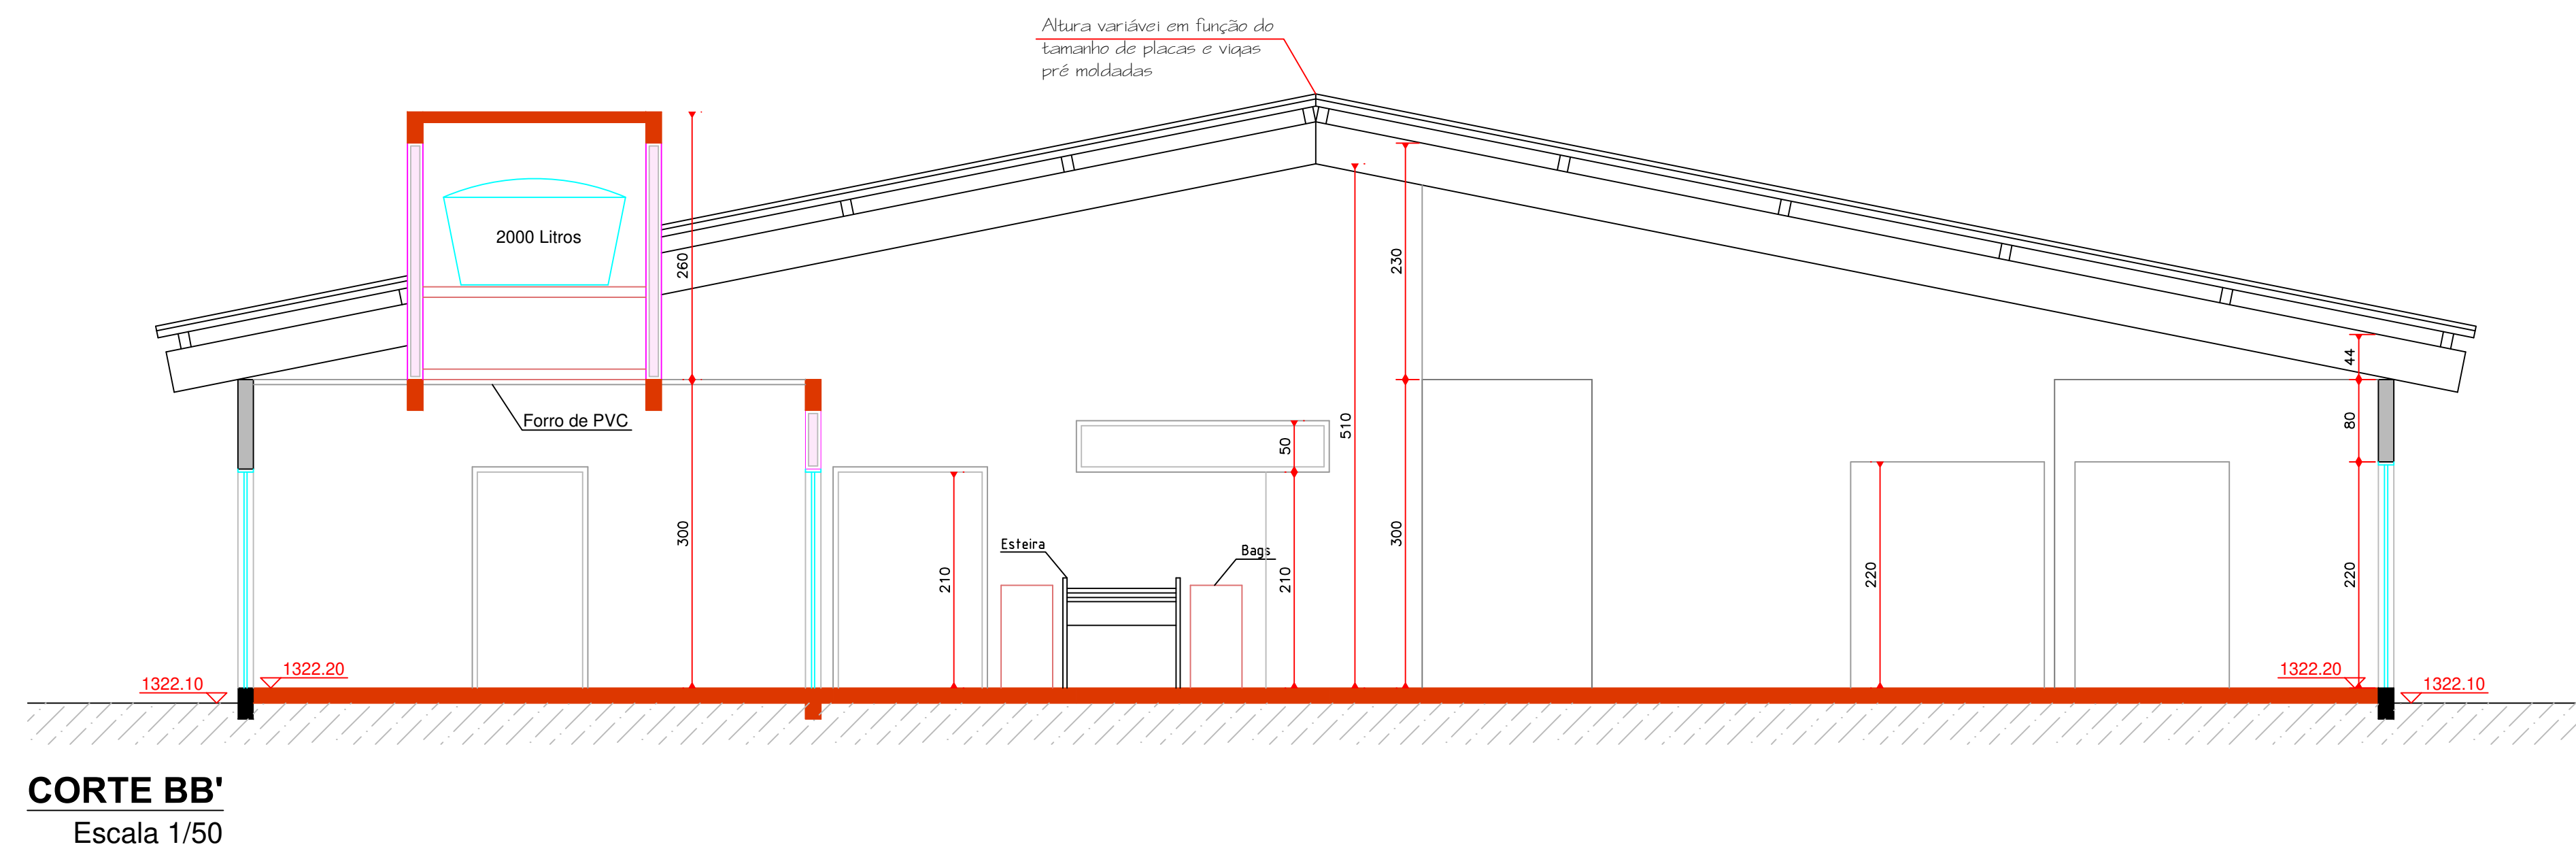 Altura variável em função do
tamanho de placas e vigas
pré moldadas
2000 Litros
260
230
44
Forro de PVC
50
510
80
300
210
Esteira
Bags
210
300
220
220
1322.10
1322.20
1322.20
1322.10
CORTE BB'
Escala 1/50